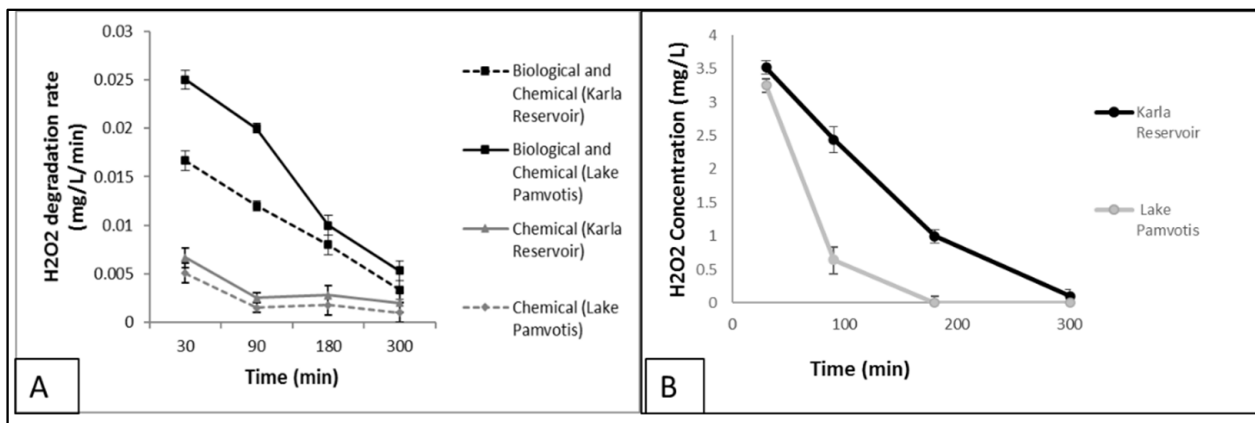 H2O2 degradation rate
(mg/L/min)
0.03
0.025
0.02
0.015
0.01
0.005
0
30 90 180 300
Time (min)
Biological and
Chemical (Karla
Reservoir)
Biological and
Chemical (Lake
Pamvotis)
Chemical (Karla
Reservoir)
Chemical (Lake
Pamvotis)
A
H2O2 Concentration (mg/L)
4
3.5
3
2.5
2
1.5
1
0.5
0
0 100 200 300
Time (min)
Karla
Reservoir
Lake
Pamvotis
B